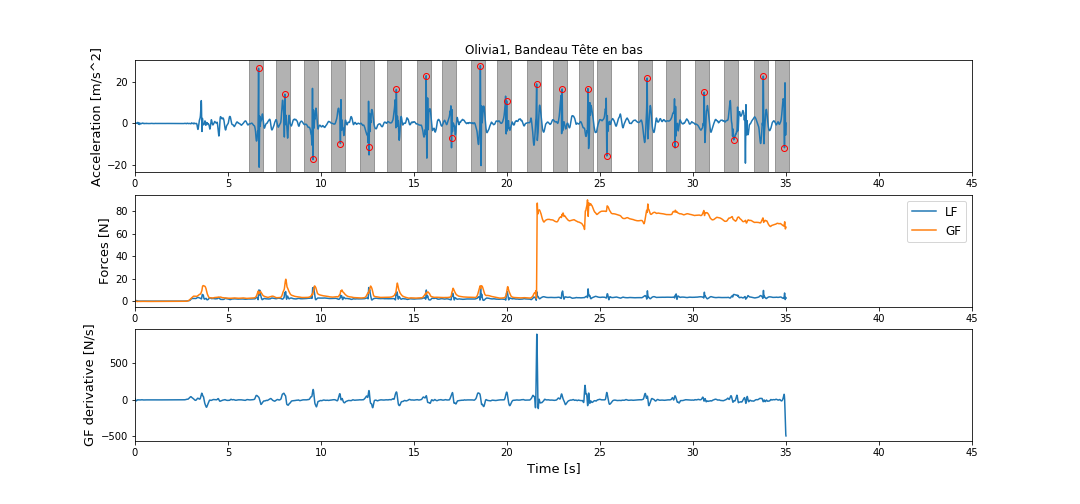 Olivia1, Bandeau Tête en bas
Acceleration [m/s^2]
20
0
−20
0 5 10 15 20 25 30 35 40 45
Forces [N]
80
60
40
20
0
LF
GF
0 5 10 15 20 25 30 35 40 45
GF derivative [N/s]
500
0
−500
0 5 10 15 20 25 30 35 40 45
Time [s]